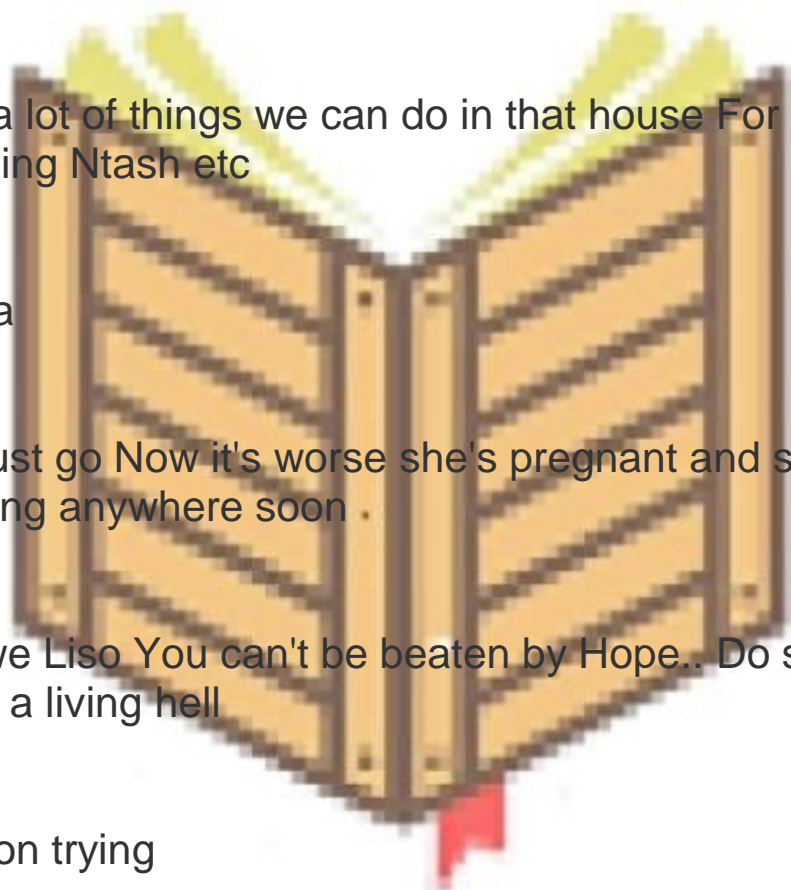 a lot of things we can do in that house For
ing Ntash etc
a
ust go Now it's worse she's pregnant and s
ng anywhere soon
ve Liso You can't be beaten by Hope.. Do s
a living hell
on trying